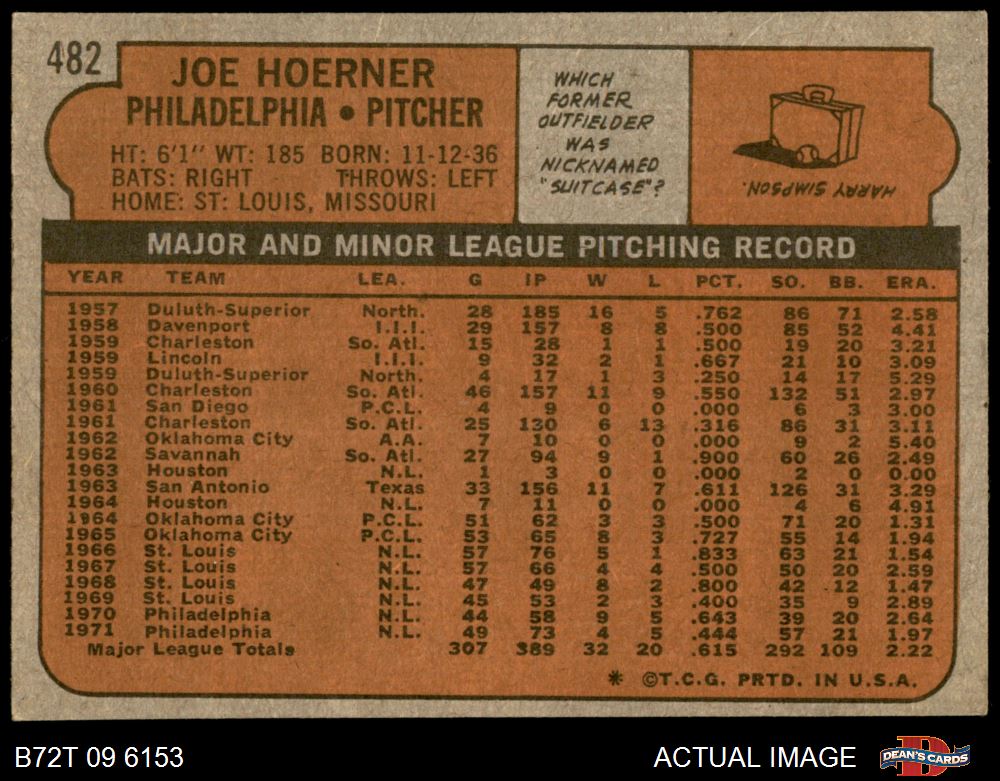 482
JOE HOERNER
PHILADELPHIA • PITCHER
HT: 6'1" WT: 185 BORN: 11-12-36
BATS: RIGHT THROWS: LEFT
HOME: ST: LOUIS, MISSOURI
WHICH
FORMER
OUTFIELDER
WAS
NICKNAMED
"SUITCASE"?
HARRY SIMPSON.
MAJOR AND MINOR LEAGUE PITCHING RECORD
YEAR TEAM LEA. G IP W L PCT. SO. BB. ERA.
1957 Duluth-Superior North. 28 185 16 5 .762 86 71 2.58
1958 Davenport I.I.I. 29 157 8 8 .500 85 52 4.41
1959 Charleston So. Atl. 15 28 1 1 .500 19 20 3.21
1959 Lincoln I.I.I. 9 32 2 1 .667 21 10 3.09
1959 Duluth-Superior North. 4 17 1 3 .250 14 17 5.29
1960 Charleston So. Atl. 46 157 11 9 .550 132 51 2.97
1961 San Diego P.C.L. 4 9 0 0 .000 6 3 3.00
1961 Charleston So. Atl. 25 130 6 13 .316 86 31 3.11
1962 Oklahoma City A.A. 7 10 0 0 .000 9 2 5.40
1962 Savannah So. Atl. 27 94 9 1 .900 60 26 2.49
1963 Houston N.L. 1 3 0 0 .000 2 0 0.00
1963 San Antonio Texas 33 156 11 7 .611 126 31 3.29
1964 Houston N.L. 7 11 0 0 .000 4 6 4.91
1964 Oklahoma City P.C.L. 51 62 3 3 .500 71 20 1.31
1965 Oklahoma City P.C.L. 53 65 8 3 .727 55 14 1.94
1966 St. Louis N.L. 57 76 5 1 .833 63 21 1.54
1967 St. Louis N.L. 57 66 4 4 .500 50 20 2.59
1968 St. Louis N.L. 47 49 8 2 .800 42 12 1.47
1969 St. Louis N.L. 45 53 2 3 .400 35 9 2.89
1970 Philadelphia N.L. 44 58 9 5 .643 39 20 2.64
1971 Philadelphia N.L. 49 73 4 5 .444 57 21 1.97
Major League Totals 307 389 32 20 .615 292 109 2.22
* ©T.C.G. PRTD. IN U.S.A.
B72T 09 6153
ACTUAL IMAGE
DEAN'S CARDS